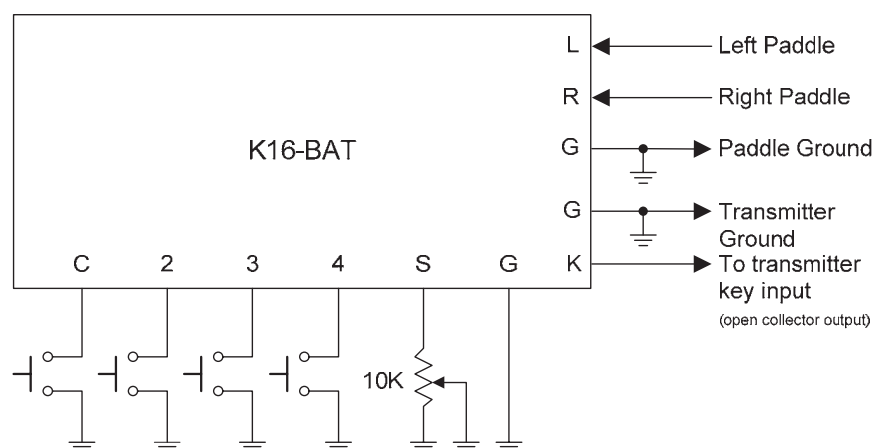 L
Left Paddle
R
Right Paddle
K16-BAT
G
Paddle Ground
G
Transmitter
Ground
C 2 3 4 S G K
To transmitter
key input
(open collector output)
10K